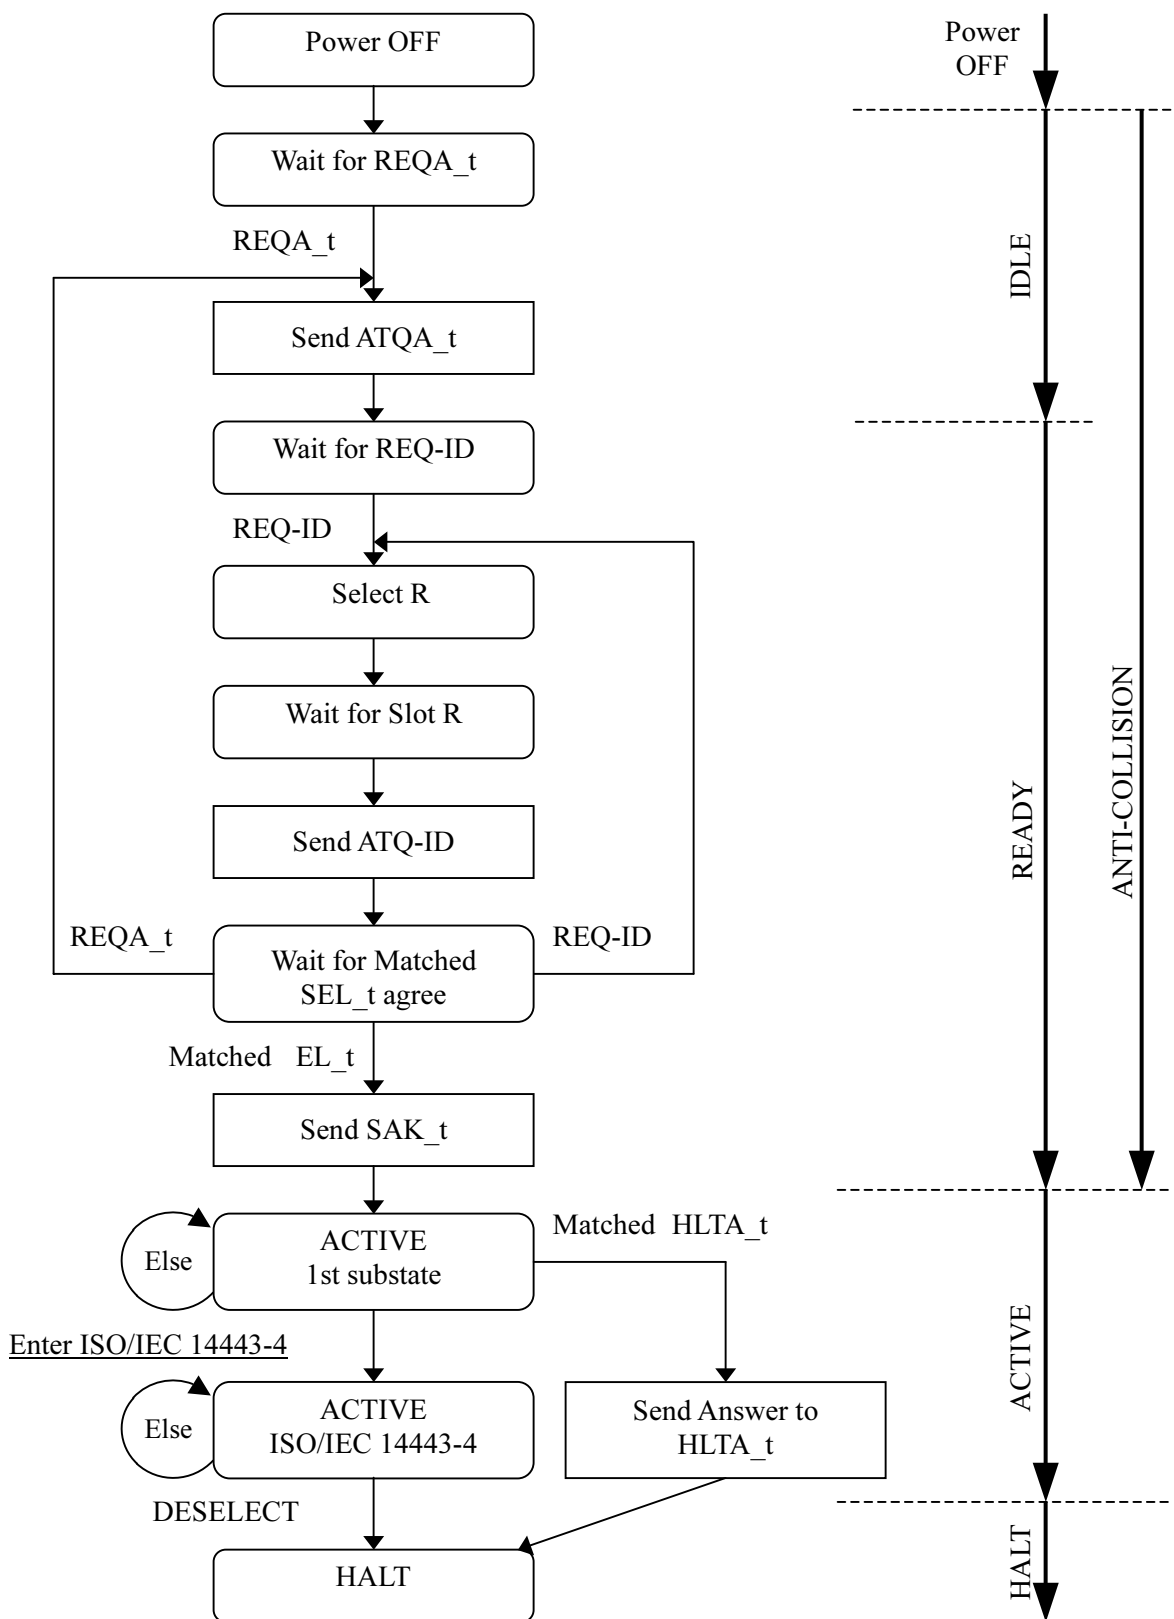 Power OFF
Wait for REQA_t
REQA_t
Send ATQA_t
Wait for REQ-ID
REQ-ID
Select R
Wait for Slot R
Send ATQ-ID
REQA_t
Wait for Matched
SEL_t agree
REQ-ID
Matched EL_t
Send SAK_t
Else
ACTIVE
1st substate
Matched HLTA_t
Enter ISO/IEC 14443-4
Else
ACTIVE
ISO/IEC 14443-4
Send Answer to
HLTA_t
DESELECT
HALT
Power
OFF
IDLE
READY
ANTI-COLLISION
ACTIVE
HALT